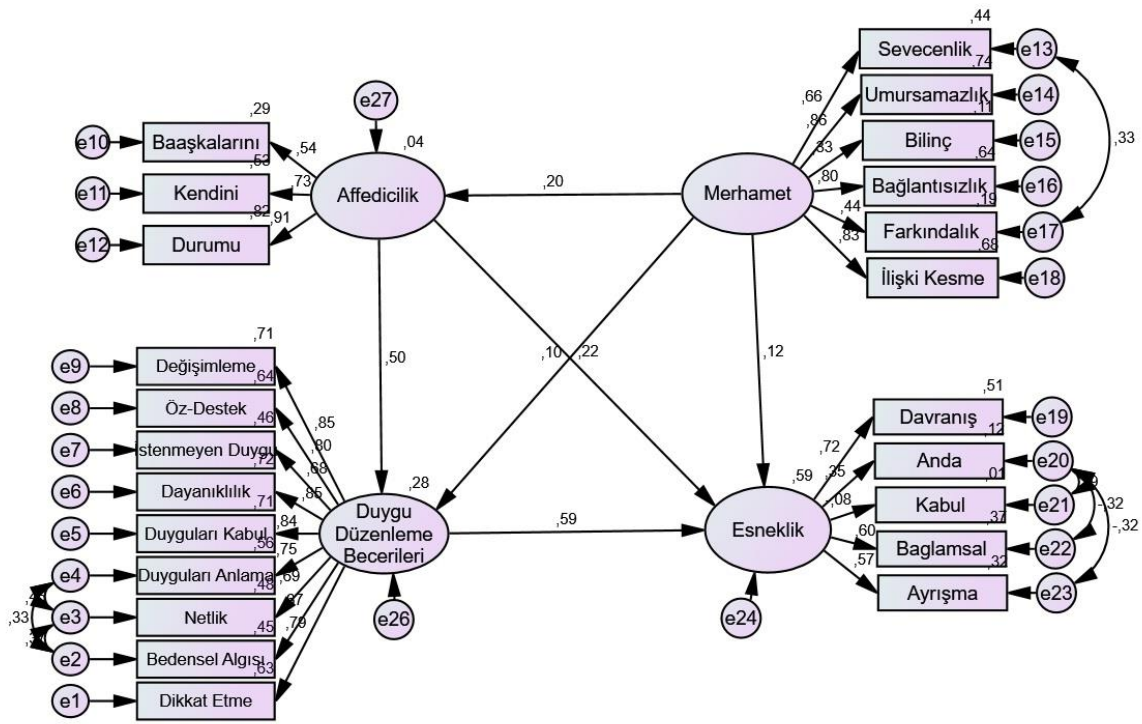 ,44
Sevecenlik
e13
,74
,66
Umursamazlık
e14
,11
,86
Bilinç
e15
,33
,64
,33
Bağlantısızlık
e16
,80
,19
Farkındalık
e17
,44
,68
,83
İlişki Kesme
e18
Merhamet
e27
,29
,04
e10
Baaşkalarını
,54
,53
e11
Kendini
,73
Affedicilik
,82
,91
e12
Durumu
,20
,50
,10
,22
,12
,71
e9
Değişimleme
,64
e8
Öz-Destek
,85
,46
,80
e7
stenmeyen Duygu
,68
,72
e6
Dayanıklılık
,85
,71
,28
e5
Duyguları Kabul
,84
,56
Duygu
Düzenleme
Becerileri
e4
Duyguları Anlama
,75
,69
,48
,33
e3
Netlik
,45
,79
e2
Bedensel Algısı
,63
e1
Dikkat Etme
e26
,59
,51
Davranış
e19
,12
,72
Anda
e20
,35
,01
,59
Esneklik
-,08
Kabul
e21
,37
-,32
-,32
,60
Baglamsal
e22
,57
,32
Ayrışma
e23
e24